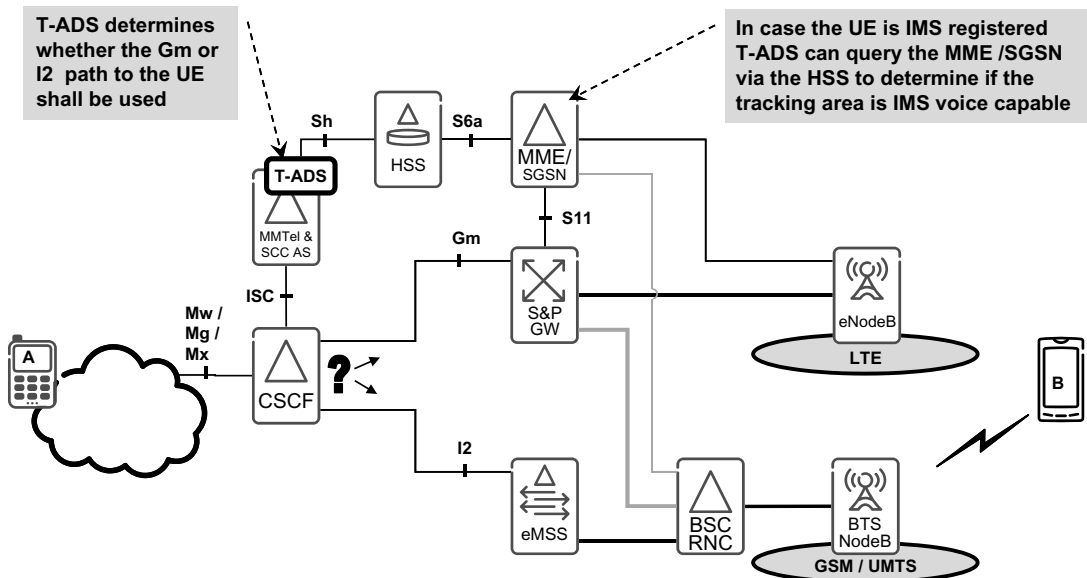 T-ADS determines
whether the Gm or
I2 path to the UE
shall be used
In case the UE is IMS registered
T-ADS can query the MME /SGSN
via the HSS to determine if the
tracking area is IMS voice capable
Sh
S6a
HSS
MME/
SGSN
T-ADS
MMTel &
SCC AS
S11
Gm
ISC
S&P
GW
eNodeB
LTE
Mw /
Mg /
Mx
A
CSCF
?
B
I2
eMSS
BSC
RNC
BTS
NodeB
GSM / UMTS